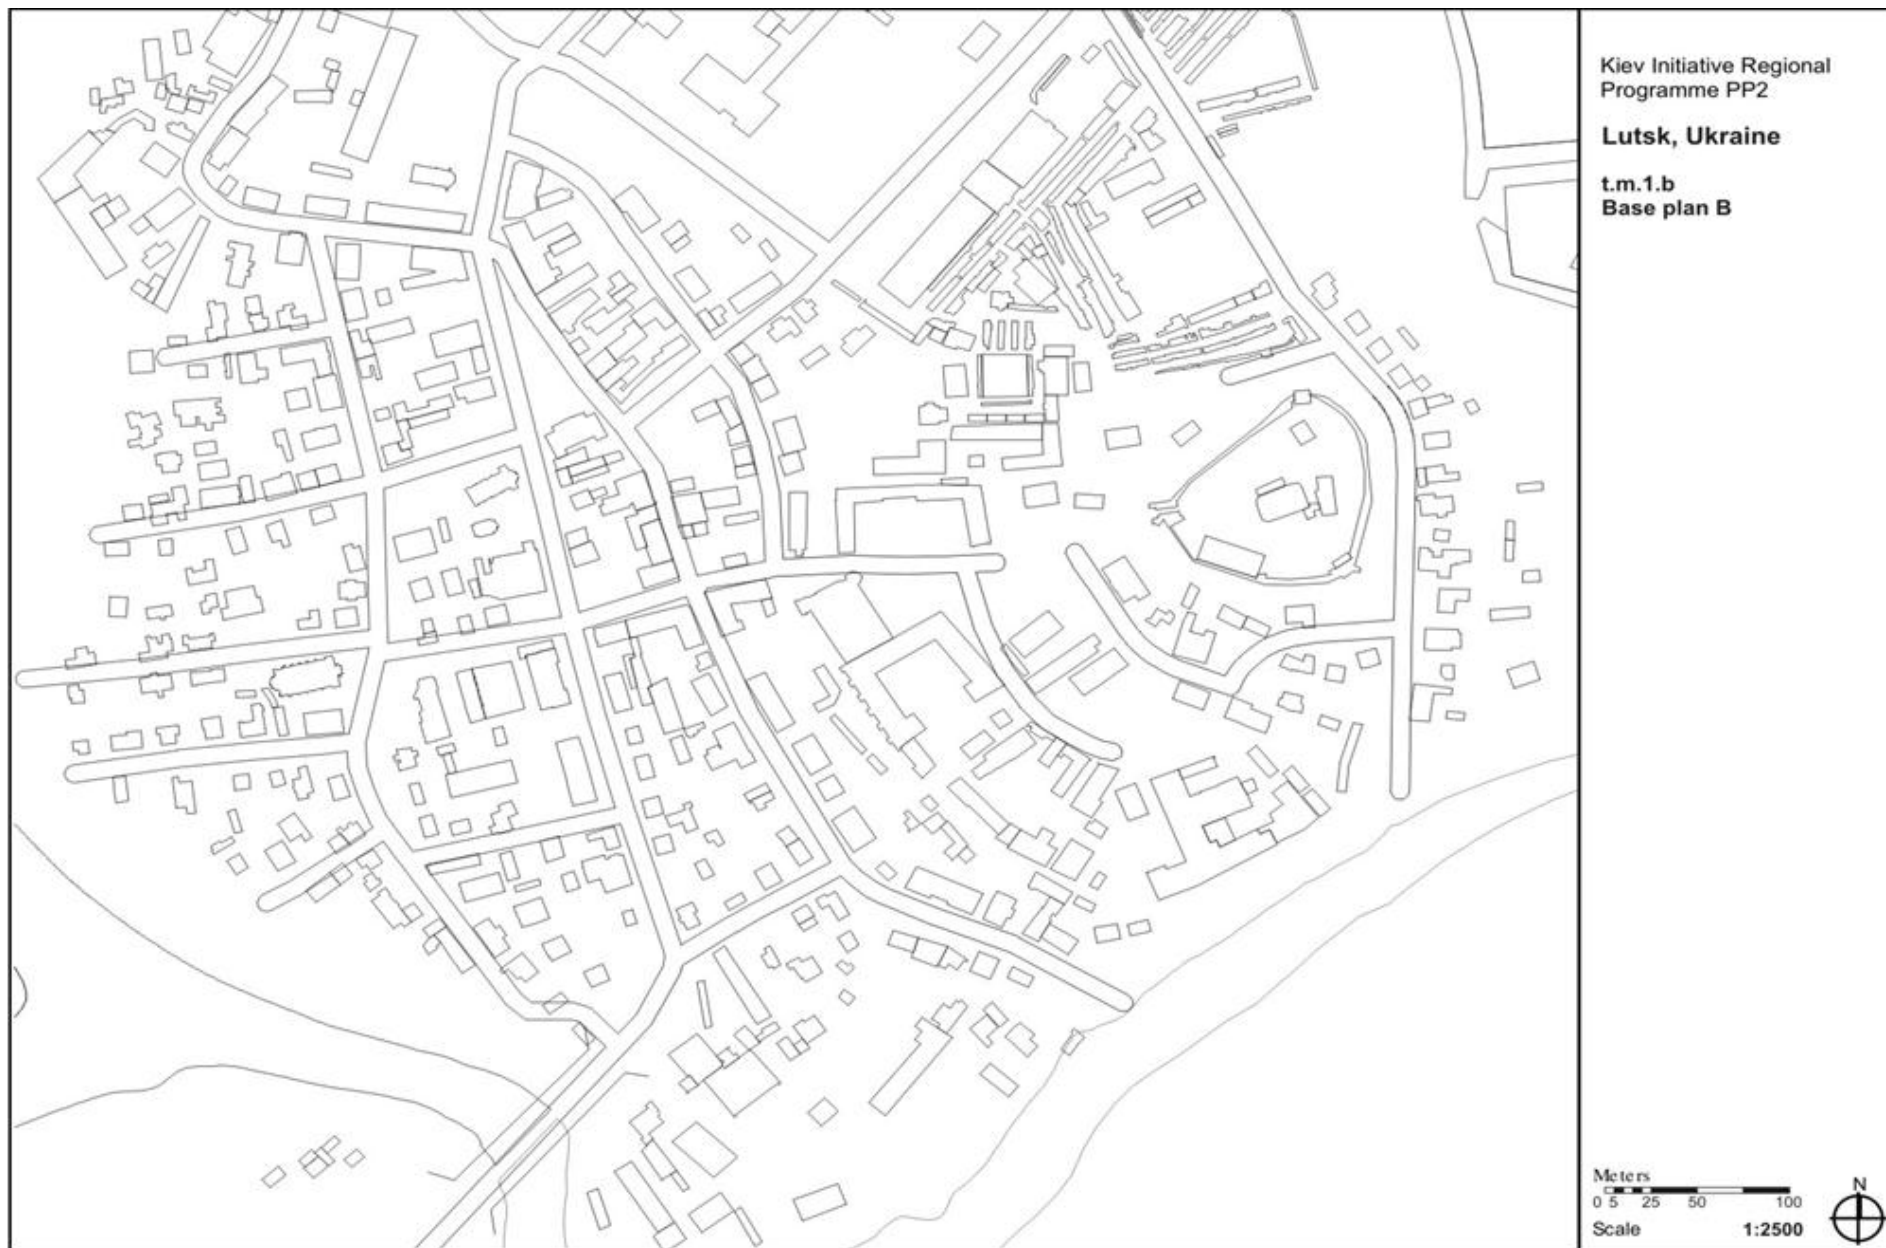 Kiev Initiative Regional
Programme PP2
Lutsk, Ukraine
t.m.1.b
Base plan B
Meters
0 5 25 50 100
Scale 1:2500
N